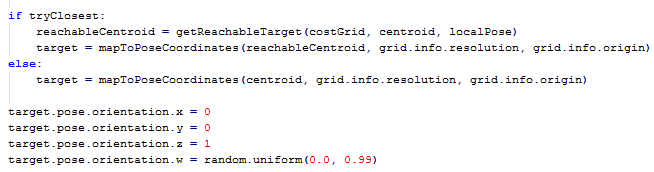 if tryClosest:
    reachableCentroid = getReachableTarget(costGrid, centroid, localPose)
    target = mapToPoseCoordinates(reachableCentroid, grid.info.resolution, grid.info.origin)
else:
    target = mapToPoseCoordinates(centroid, grid.info.resolution, grid.info.origin)
target.pose.orientation.x = 0
target.pose.orientation.y = 0
target.pose.orientation.z = 1
target.pose.orientation.w = random.uniform(0.0, 0.99)